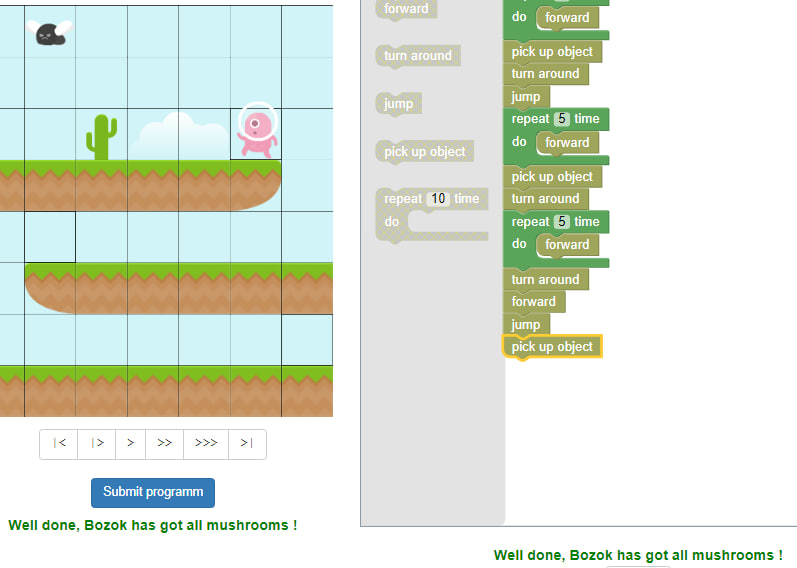 forward
turn around
jump
pick up object
repeat 10 time
do
do forward
pick up object
turn around
jump
repeat 5 time
do forward
pick up object
turn around
repeat 5 time
do forward
turn around
forward
jump
pick up object
|< |> > >> >>> >|
Submit programm
Well done, Bozok has got all mushrooms !
Well done, Bozok has got all mushrooms !